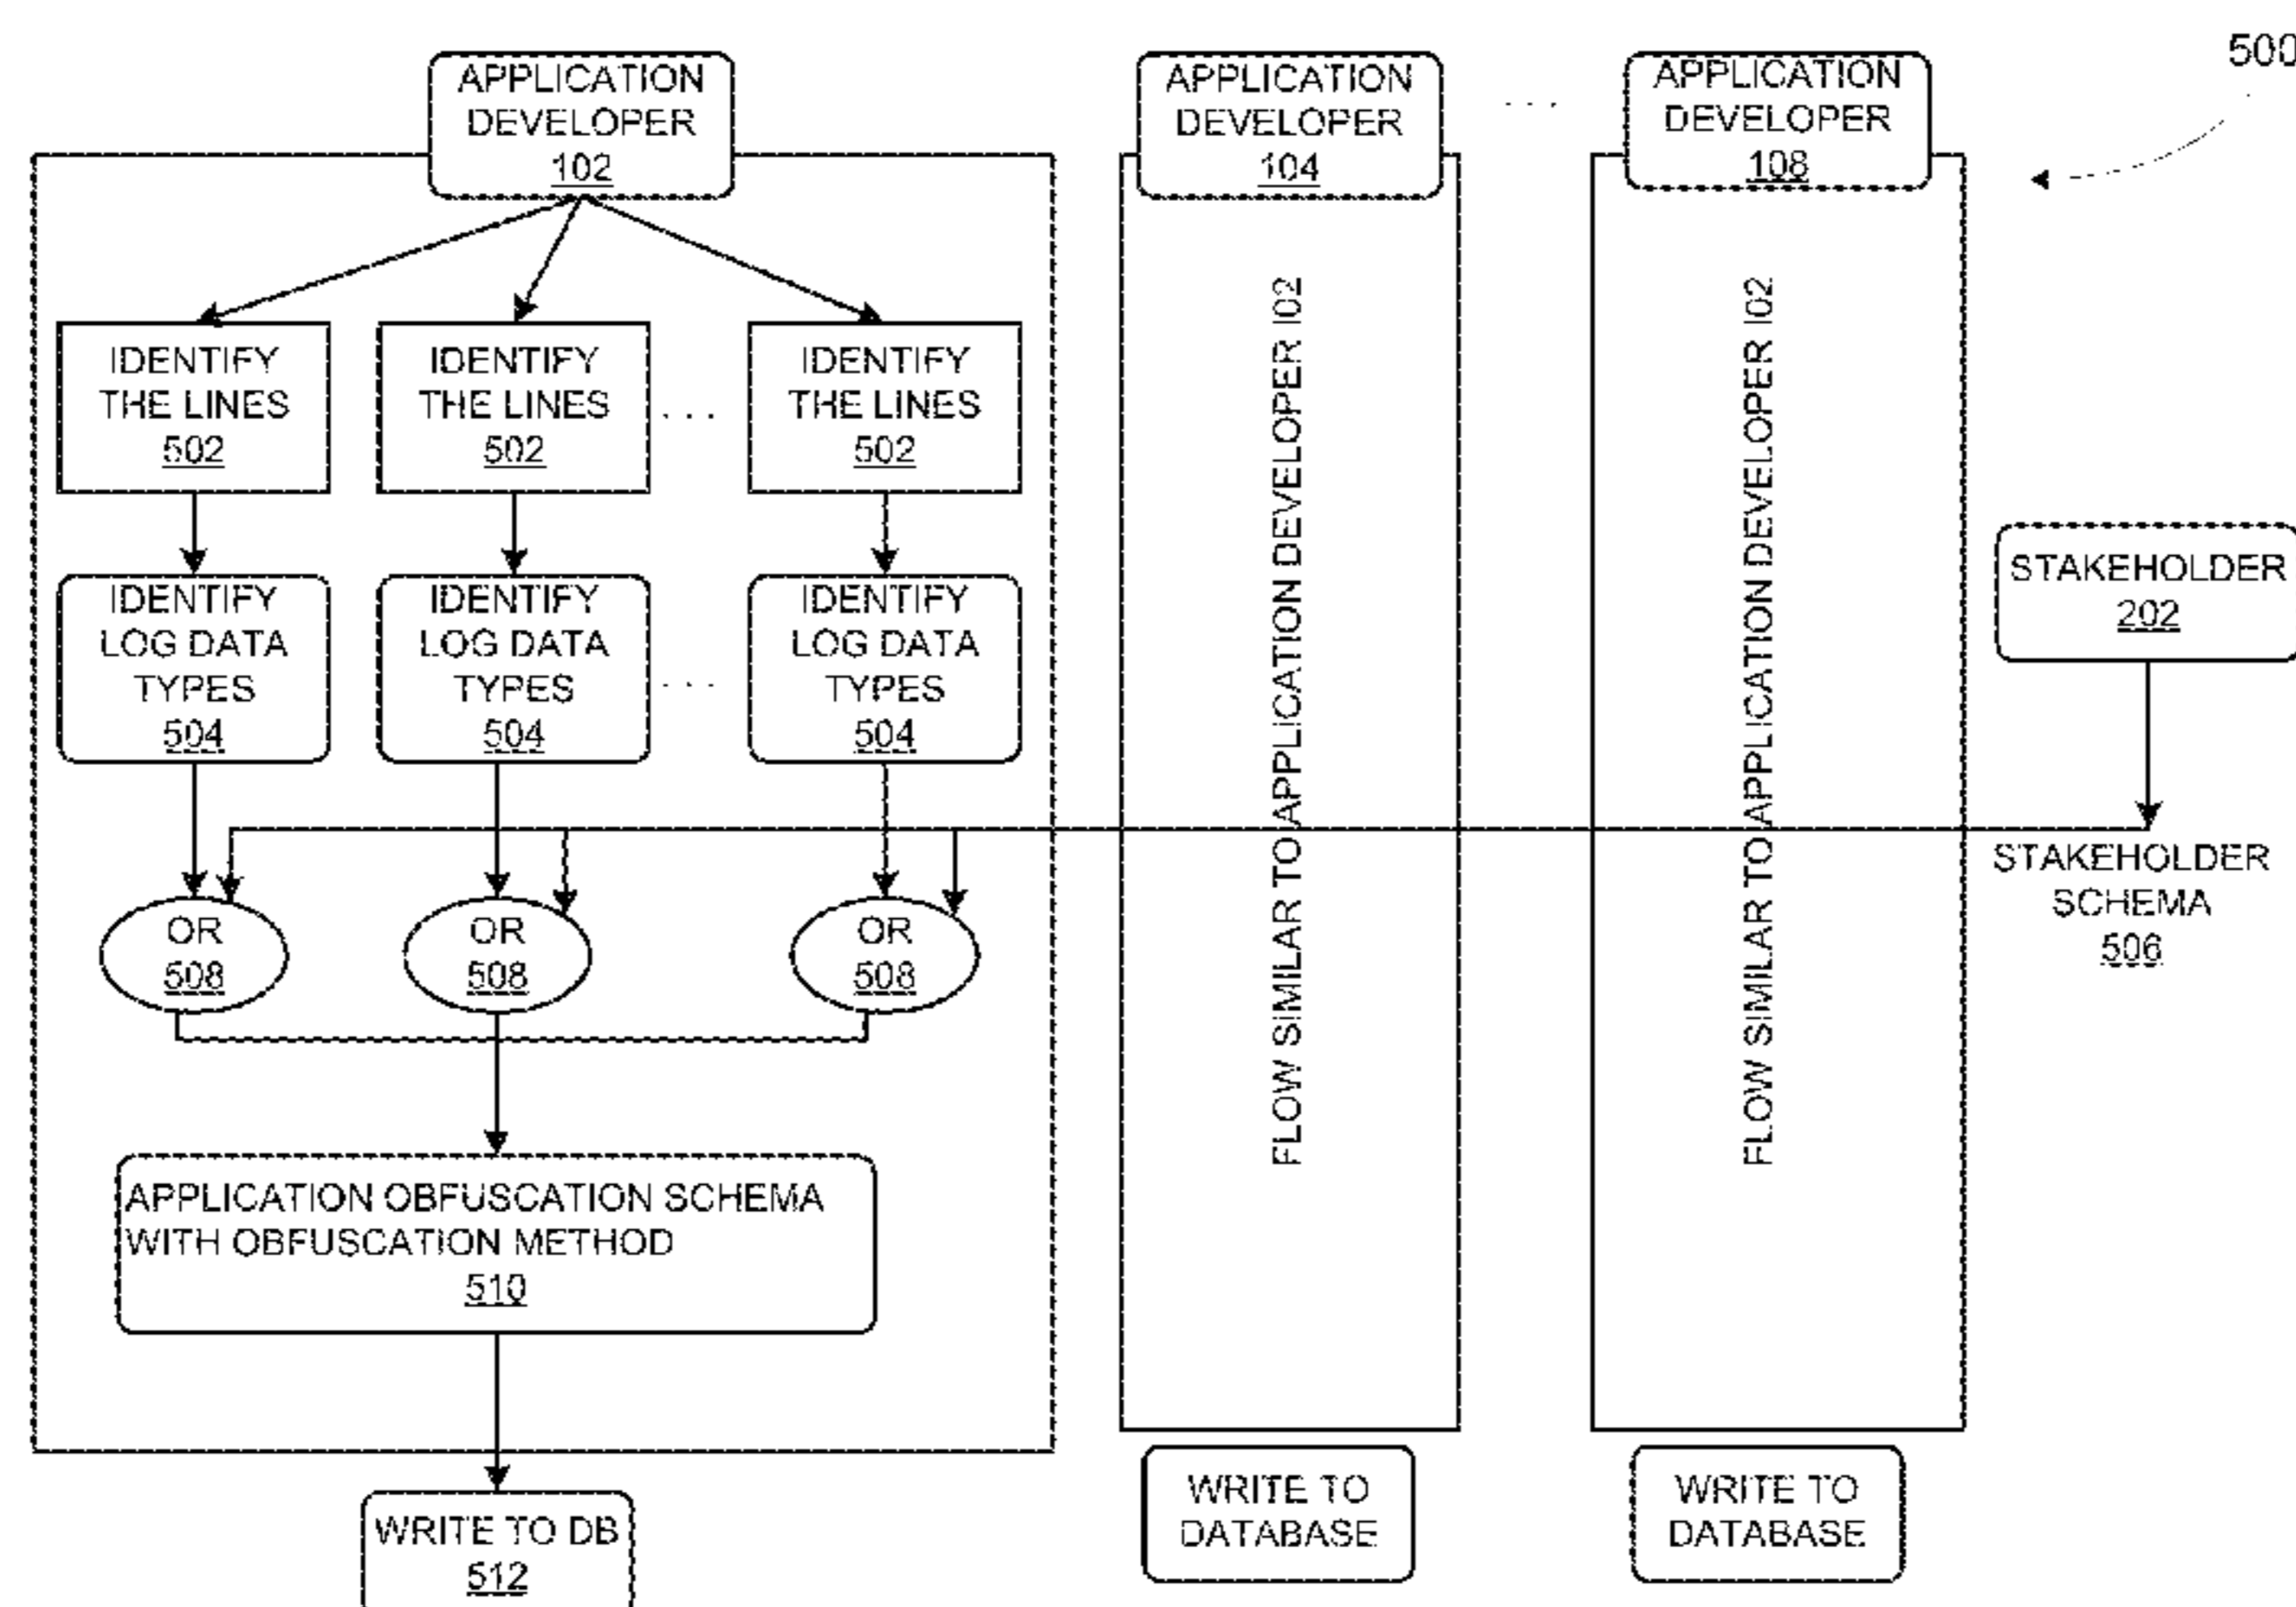 500
APPLICATION
DEVELOPER
102
APPLICATION
DEVELOPER
104
. . .
APPLICATION
DEVELOPER
108
IDENTIFY
THE LINES
502
IDENTIFY
THE LINES
502
. . .
IDENTIFY
THE LINES
502
IDENTIFY
LOG DATA
TYPES
504
IDENTIFY
LOG DATA
TYPES
504
. . .
IDENTIFY
LOG DATA
TYPES
504
OR
508
OR
508
OR
508
APPLICATION OBFUSCATION SCHEMA
WITH OBFUSCATION METHOD
510
WRITE TO DB
512
FLOW SIMILAR TO APPLICATION DEVELOPER I02
WRITE TO
DATABASE
FLOW SIMILAR TO APPLICATION DEVELOPER I02
WRITE TO
DATABASE
STAKEHOLDER
202
STAKEHOLDER
SCHEMA
506